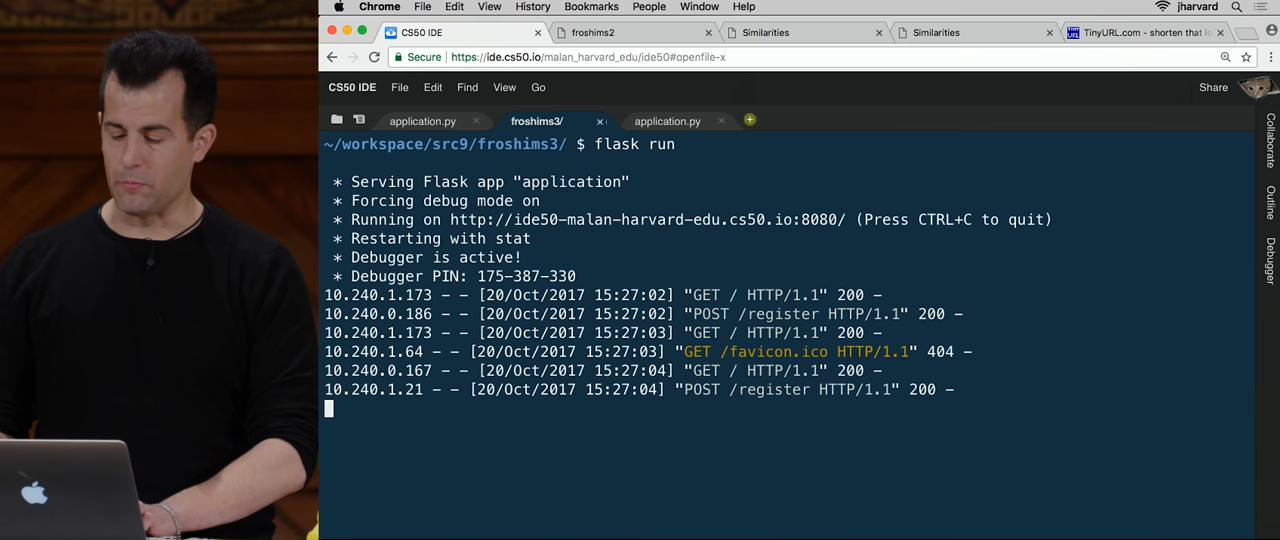 Chrome File Edit View History Bookmarks People Window Help jharvard
CS50 IDE froshims2 Similarities Similarities TinyURL.com - shorten that lo
Secure https://ide.cs50.io/malan_harvard_edu/ide50#openfile-x
CS50 IDE File Edit Find View Go Share
application.py froshims3/ application.py
~/workspace/src9/froshims3/ $ flask run
* Serving Flask app "application"
* Forcing debug mode on
* Running on http://ide50-malan-harvard-edu.cs50.io:8080/ (Press CTRL+C to quit)
* Restarting with stat
* Debugger is active!
* Debugger PIN: 175-387-330
10.240.1.173 - - [20/Oct/2017 15:27:02] "GET / HTTP/1.1" 200 -
10.240.0.186 - - [20/Oct/2017 15:27:02] "POST /register HTTP/1.1" 200 -
10.240.1.173 - - [20/Oct/2017 15:27:03] "GET / HTTP/1.1" 200 -
10.240.1.64 - - [20/Oct/2017 15:27:03] "GET /favicon.ico HTTP/1.1" 404 -
10.240.0.167 - - [20/Oct/2017 15:27:04] "GET / HTTP/1.1" 200 -
10.240.1.21 - - [20/Oct/2017 15:27:04] "POST /register HTTP/1.1" 200 -
Collaborate
Outline
Debugger